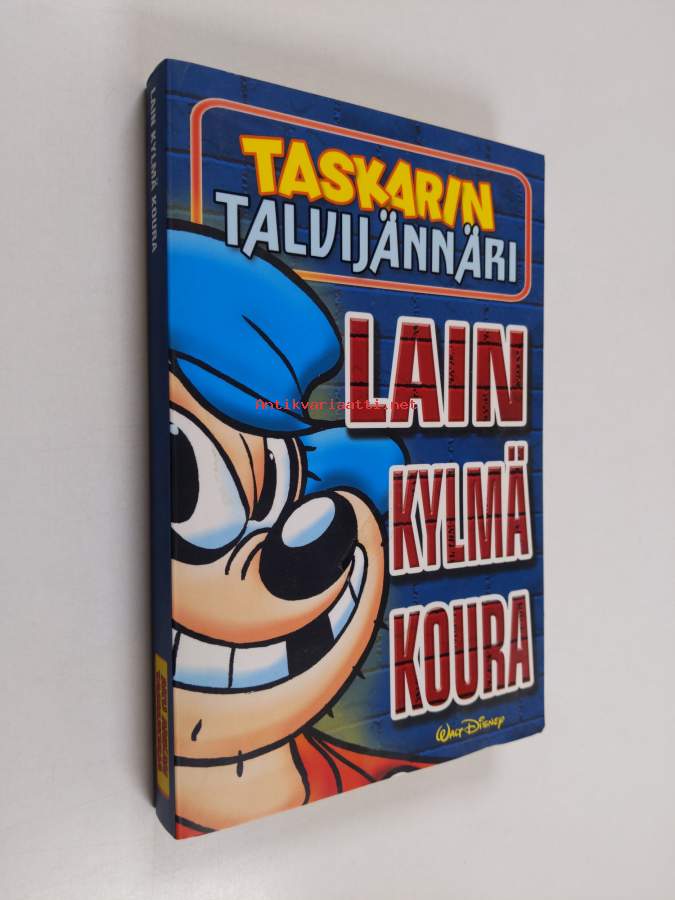 LAIN KYLMÄ KOURA
TASKARIN
TALVIJÄNNÄRI
LAIN
KYLMÄ
KOURA
Walt Disney
Antikvariaatti.net